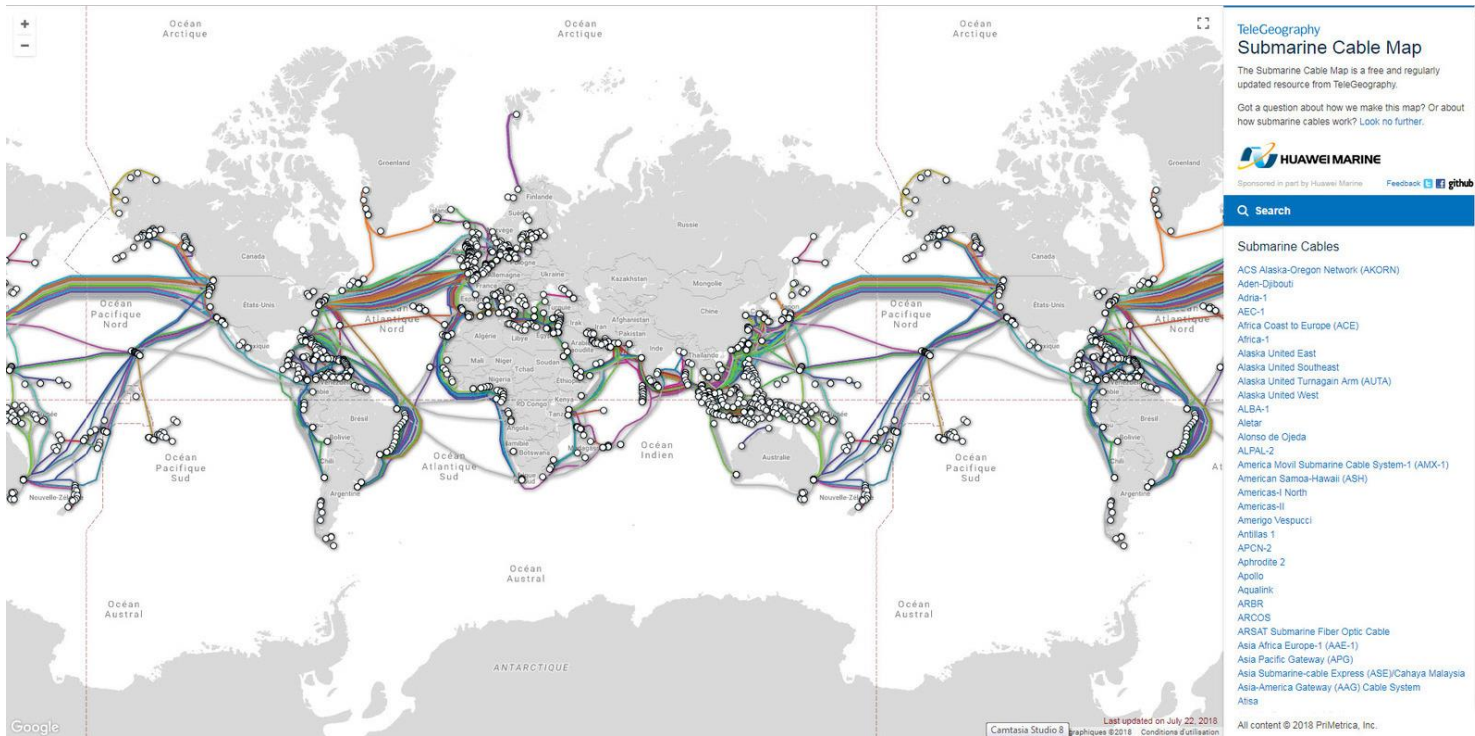 +
−
Océan
Arctique
Océan
Arctique
Océan
Arctique
Groenland
Groenland
Finlande
Russie
Canada
Canada
Ukraine
France
Kazakhstan
Mongolie
États-Unis
États-Unis
Océan
Pacifique
Nord
Nord
Océan
Pacifique
Nord
Nord
Chine
Algérie
Libye
Afghanistan
Pakistan
Inde
Thaïlande
Mali
Niger
Tchad
Soudan
Nigeria
RD Congo
Kenya
Angola
Namibie
Botswana
Brésil
Brésil
Bolivie
Bolivie
Chili
Chili
Argentine
Argentine
Océan
Indien
Australie
Océan
Pacifique
Sud
Océan
Atlantique
Sud
Océan
Pacifique
Sud
Océan
Austral
Océan
Austral
Océan
Austral
ANTARCTIQUE
Google
Camtasia Studio 8
Last updated on July 22, 2018
graphiques ©2018 Conditions d'utilisation
TeleGeography
Submarine Cable Map
The Submarine Cable Map is a free and regularly
updated resource from TeleGeography.
Got a question about how we make this map? Or about
how submarine cables work? Look no further.
HUAWEI MARINE
Sponsored in part by Huawei Marine Feedback github
Search
Submarine Cables
ACS Alaska-Oregon Network (AKORN)
Aden-Djibouti
Adria-1
AEC-1
Africa Coast to Europe (ACE)
Africa-1
Alaska United East
Alaska United Southeast
Alaska United Turnagain Arm (AUTA)
Alaska United West
ALBA-1
Aletar
Alonso de Ojeda
ALPAL-2
America Movil Submarine Cable System-1 (AMX-1)
American Samoa-Hawaii (ASH)
Americas-I North
Americas-II
Amerigo Vespucci
Antillas 1
APCN-2
Aphrodite 2
Apollo
Aqualink
ARBR
ARCOS
ARSAT Submarine Fiber Optic Cable
Asia Africa Europe-1 (AAE-1)
Asia Pacific Gateway (APG)
Asia Submarine-cable Express (ASE)/Cahaya Malaysia
Asia-America Gateway (AAG) Cable System
Atisa
All content © 2018 PriMetrica, Inc.